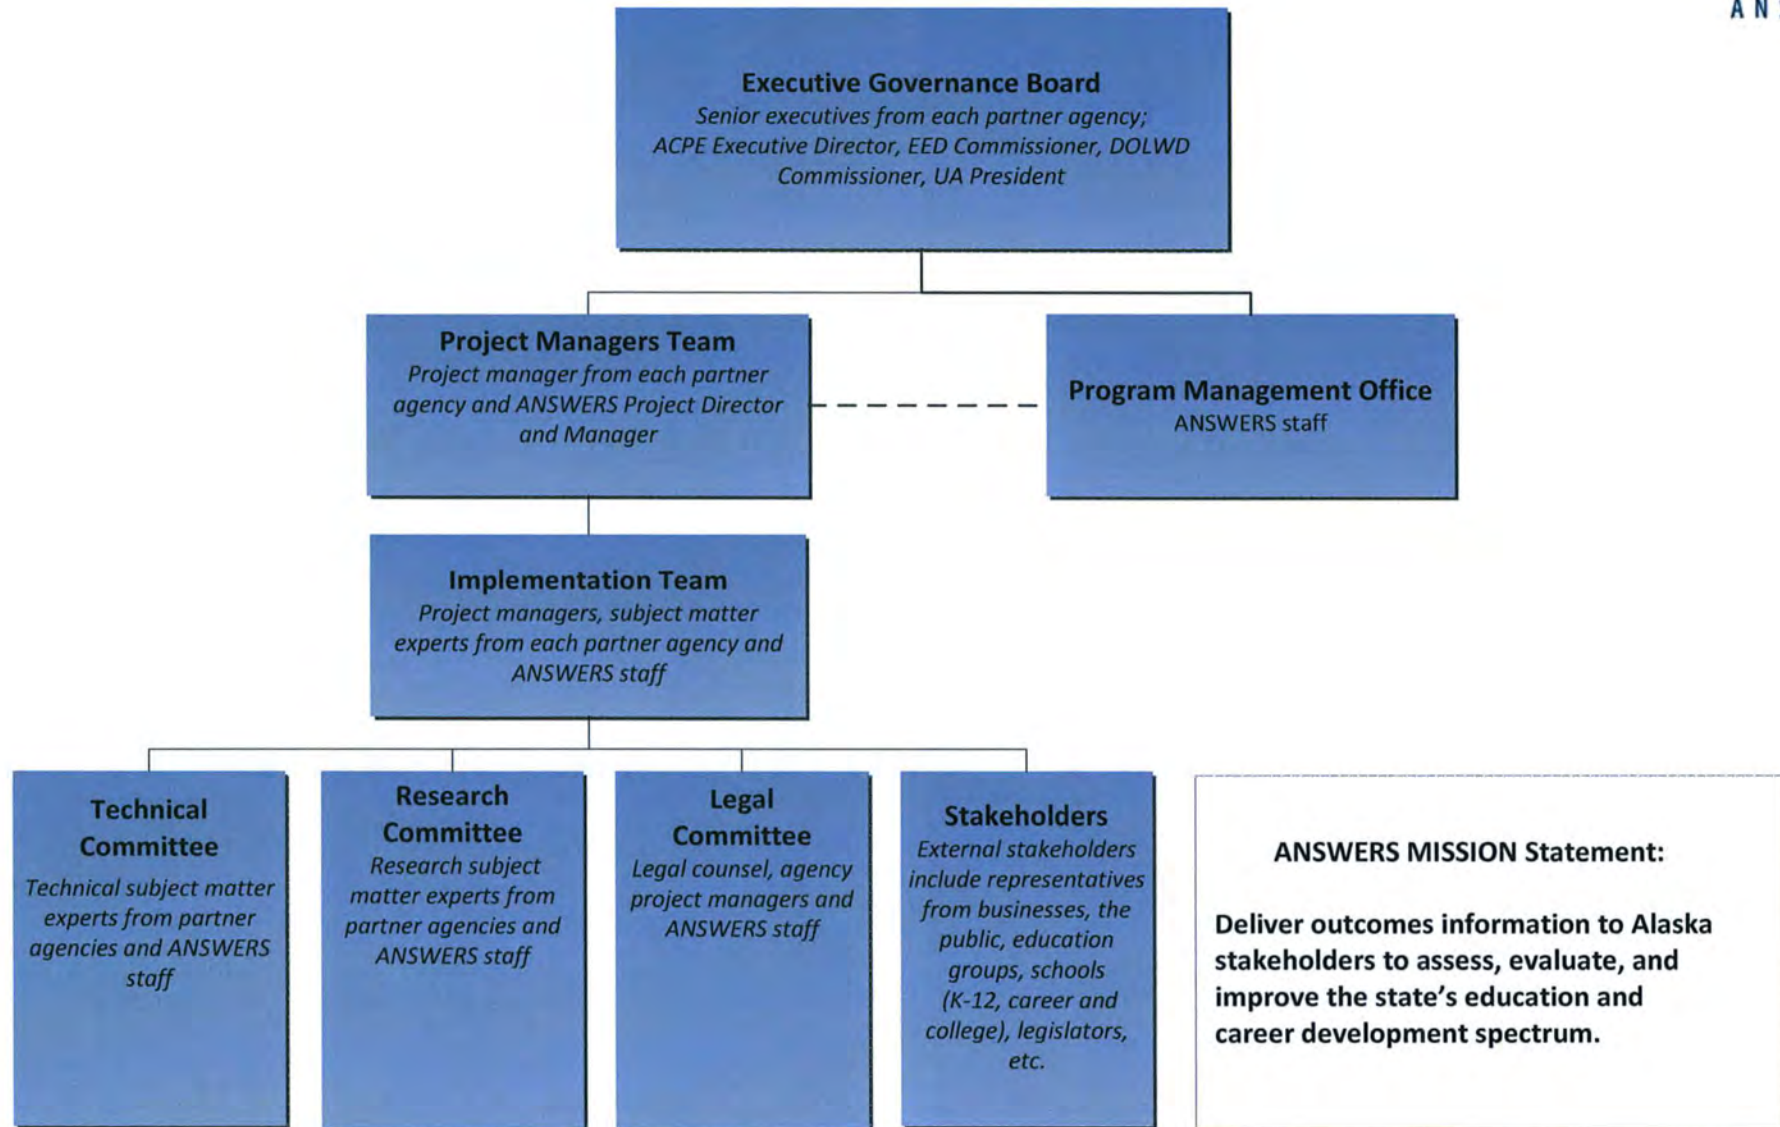 AN
Executive Governance Board
Senior executives from each partner agency;
ACPE Executive Director, EED Commissioner, DOLWD
Commissioner, UA President
Project Managers Team
Project manager from each partner
agency and ANSWERS Project Director
and Manager
Program Management Office
ANSWERS staff
Implementation Team
Project managers, subject matter
experts from each partner agency and
ANSWERS staff
Technical
Committee
Technical subject matter
experts from partner
agencies and ANSWERS
staff
Research
Committee
Research subject
matter experts from
partner agencies and
ANSWERS staff
Legal
Committee
Legal counsel, agency
project managers and
ANSWERS staff
Stakeholders
External stakeholders
include representatives
from businesses, the
public, education
groups, schools
(K-12, career and
college), legislators,
etc.
ANSWERS MISSION Statement:
Deliver outcomes information to Alaska
stakeholders to assess, evaluate, and
improve the state’s education and
career development spectrum.